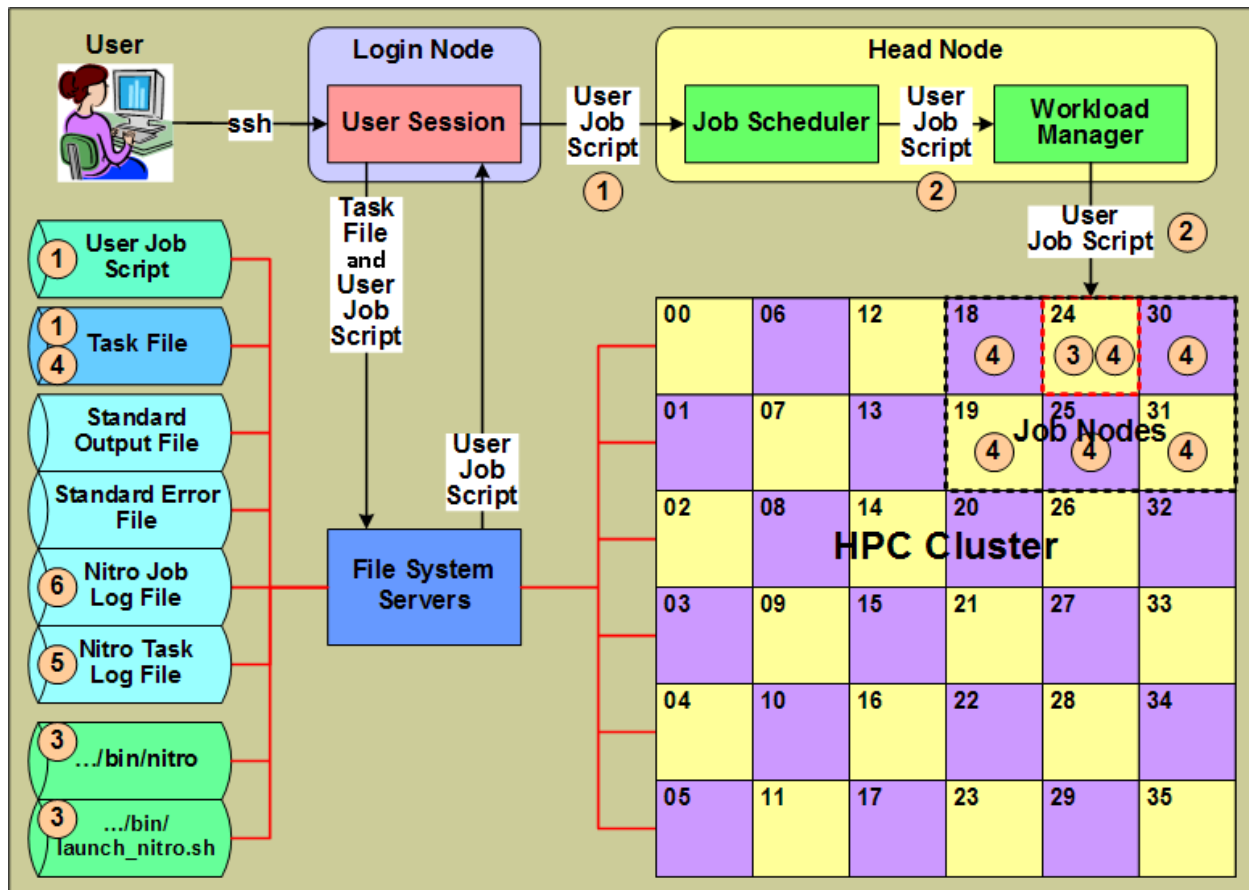 User
Login Node
Head Node
ssh
User Session
User
Job
Script
1
Job Scheduler
User
Job
Script
2
Workload
Manager
Task
File
and
User
Job
Script
User
Job
Script
User
Job Script
2
1
User Job
Script
1
4
Task File
Standard
Output File
Standard Error
File
6
Nitro Job
Log File
5
Nitro Task
Log File
3
.../bin/nitro
3
.../bin/
launch_nitro.sh
File System
Servers
00 06 12 18 24 30
4 3 4 4
01 07 13 19 25 31
Job Nodes
4 4 4
02 08 14 20 26 32
HPC Cluster
03 09 15 21 27 33
04 10 16 22 28 34
05 11 17 23 29 35